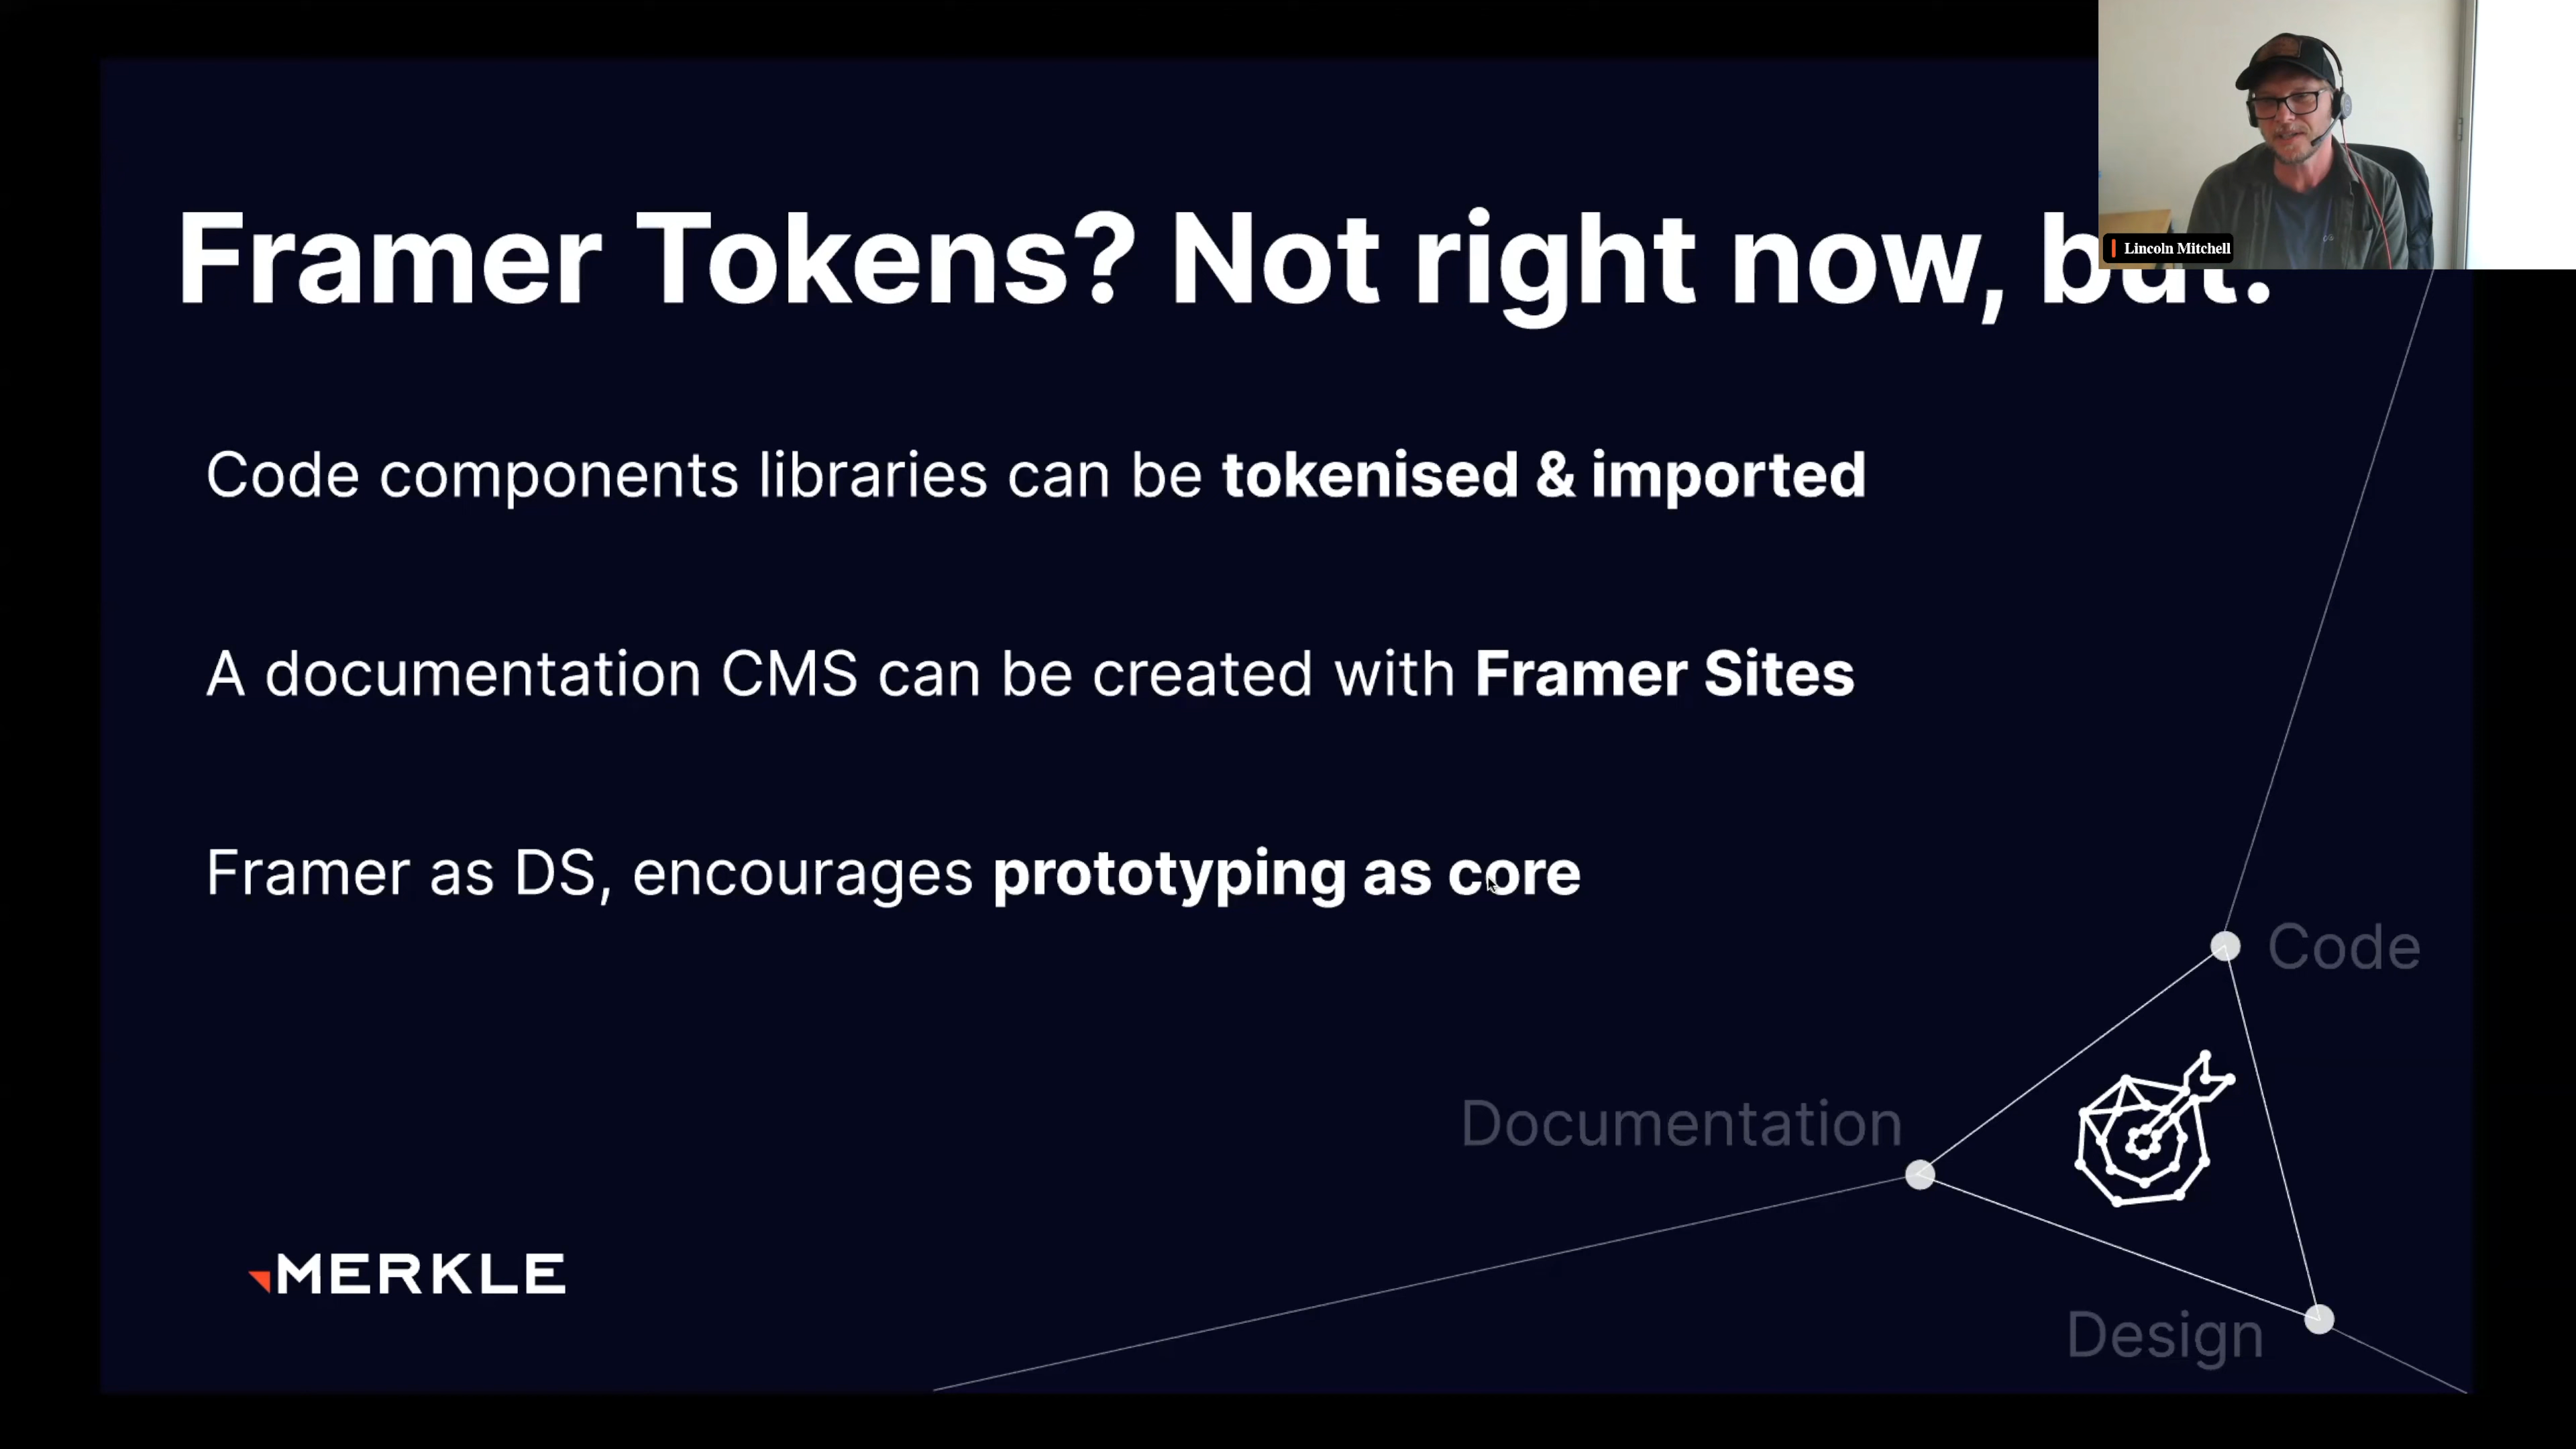 Framer Tokens? Not right now, but:
Lincoln Mitchell
Code components libraries can be tokenised & imported
A documentation CMS can be created with Framer Sites
Framer as DS, encourages prototyping as core
Code
Documentation
Design
MERKLE